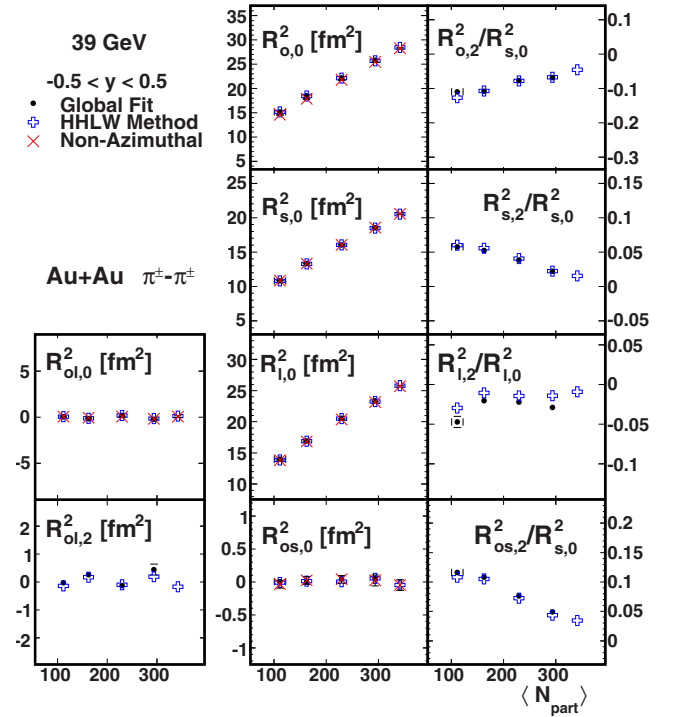 39 GeV
-0.5 < y < 0.5
Global Fit
HHLW Method
Non-Azimuthal
Au+Au π±-π±
R²o,0 [fm²]
35
30
25
20
15
10
5
R²o,2/R²s,0
0.1
0
-0.1
-0.2
-0.3
R²s,0 [fm²]
25
20
15
10
5
R²s,2/R²s,0
0.15
0.1
0.05
0
-0.05
R²ol,0 [fm²]
5
0
-5
R²l,0 [fm²]
30
25
20
15
10
R²l,2/R²l,0
0.05
0
-0.05
-0.1
R²ol,2 [fm²]
2
1
0
-1
-2
R²os,0 [fm²]
1
0.5
0
-0.5
-1
R²os,2/R²s,0
0.2
0.15
0.1
0.05
0
100 200 300
100 200 300
100 200 300
⟨ Npart ⟩